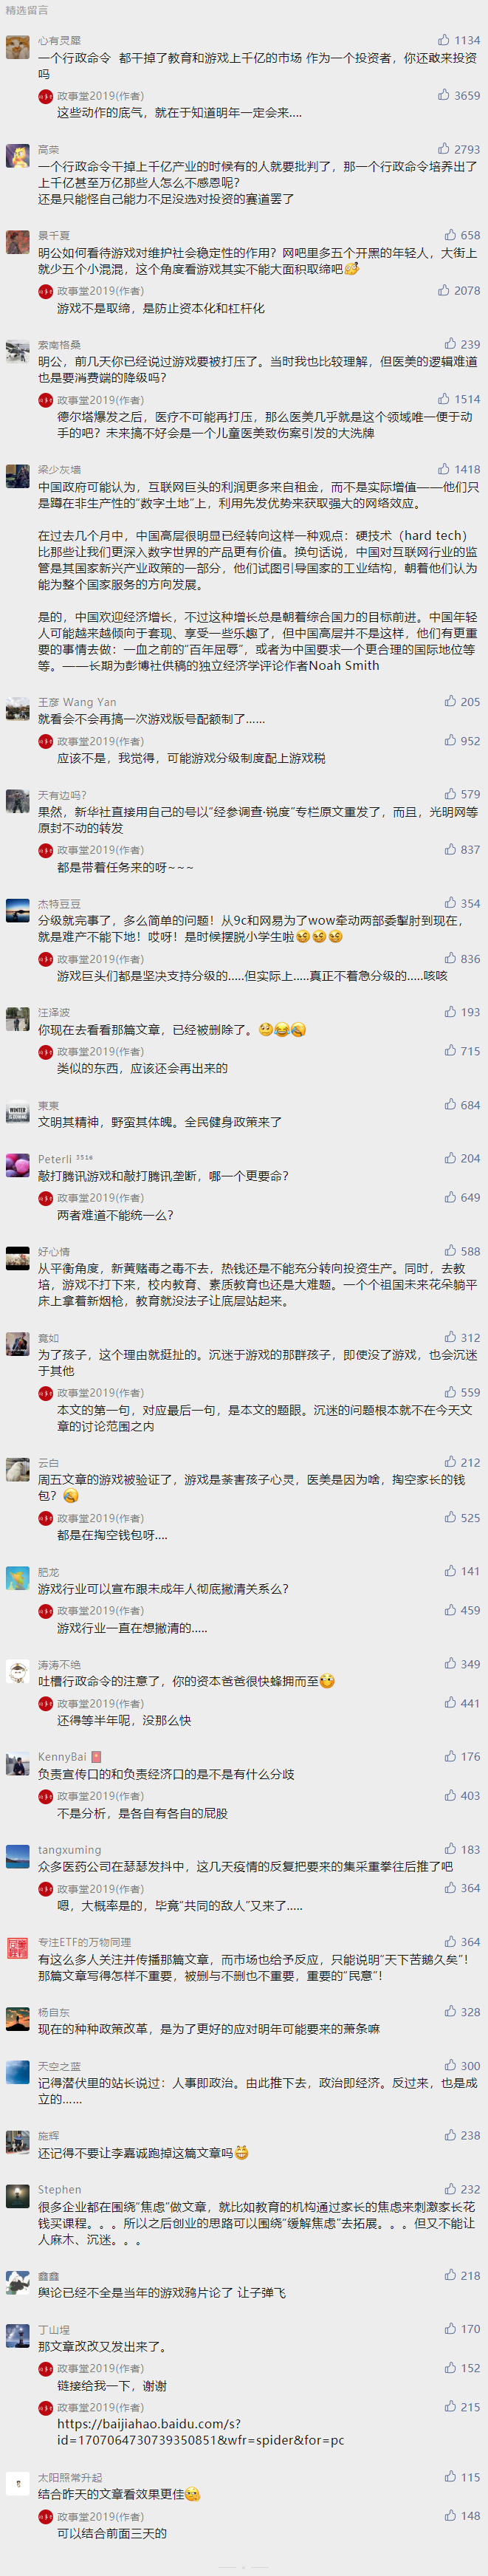 精选留言
心有灵犀
1134
一个行政命令 都干掉了教育和游戏上千亿的市场 作为一个投资者，你还敢来投资
吗
政事堂2019(作者)
3659
这些动作的底气，就在于知道明年一定会来....
高荣
2793
一个行政命令干掉上千亿产业的时候有的人就要批判了，那一个行政命令培养出了
上千亿甚至万亿那些人怎么不感恩呢？
还是只能怪自己能力不足没选对投资的赛道罢了
景千夏
658
明公如何看待游戏对维护社会稳定性的作用？网吧里多五个开黑的年轻人，大街上
就少五个小混混，这个角度看游戏其实不能大面积取缔吧
政事堂2019(作者)
2078
游戏不是取缔，是防止资本化和杠杆化
索南格桑
239
明公，前几天你已经说过游戏要被打压了。当时我也比较理解，但医美的逻辑难道
也是要消费端的降级吗？
政事堂2019(作者)
1514
德尔塔爆发之后，医疗不可能再打压，那么医美几乎就是这个领域唯一便于动
手的吧？未来搞不好会是一个儿童医美致伤案引发的大洗牌
梁少灰墙
1418
中国政府可能认为，互联网巨头的利润更多来自租金，而不是实际增值——他们只
是蹲在非生产性的“数字土地”上，利用先发优势来获取强大的网络效应。
在过去几个月中，中国高层很明显已经转向这样一种观点：硬技术（hard tech）
比那些让我们更深入数字世界的产品更有价值。换句话说，中国对互联网行业的监
管是其国家新兴产业政策的一部分，他们试图引导国家的工业结构，朝着他们认为
能为整个国家服务的方向发展。
是的，中国欢迎经济增长，不过这种增长总是朝着综合国力的目标前进。中国年轻
人可能越来越倾向于套现、享受一些乐趣了，但中国高层并不是这样，他们有更重
要的事情去做：一血之前的“百年屈辱”，或者为中国要求一个更合理的国际地位等
等。——长期为彭博社供稿的独立经济学评论作者Noah Smith
王彦 Wang Yan
205
就看会不会再搞一次游戏版号配额制了......
政事堂2019(作者)
952
应该不是，我觉得，可能游戏分级制度配上游戏税
天有边吗?
579
果然，新华社直接用自己的号以“经参调查·锐度”专栏原文重发了，而且，光明网等
原封不动的转发
政事堂2019(作者)
837
都是带着任务来的呀~~~
杰特豆豆
354
分级就完事了，多么简单的问题！从9c和网易为了wow牵动两部委掣肘到现在，
就是难产不能下地！哎呀！是时候摆脱小学生啦
政事堂2019(作者)
836
游戏巨头们都是坚决支持分级的.....但实际上.....真正不着急分级的.....咳咳
汪泽波
193
你现在去看看那篇文章，已经被删除了。
政事堂2019(作者)
715
类似的东西，应该还会再出来的
東東
684
文明其精神，野蛮其体魄。全民健身政策来了
Peterli ³⁵¹⁶
204
敲打腾讯游戏和敲打腾讯垄断，哪一个更要命？
政事堂2019(作者)
649
两者难道不能统一么？
好心情
588
从平衡角度，新黄赌毒之毒不去，热钱还是不能充分转向投资生产。同时，去教
培，游戏不打下来，校内教育、素质教育也还是大难题。一个个祖国未来花朵躺平
床上拿着新烟枪，教育就没法子让底层站起来。
竟如
312
为了孩子，这个理由就挺扯的。沉迷于游戏的那群孩子，即使没了游戏，也会沉迷
于其他
政事堂2019(作者)
559
本文的第一句，对应最后一句，是本文的题眼。沉迷的问题根本就不在今天文
章的讨论范围之内
云白
212
周五文章的游戏被验证了，游戏是荼害孩子心灵，医美是因为啥，掏空家长的钱
包？
政事堂2019(作者)
525
都是在掏空钱包呀....
肥龙
141
游戏行业可以宣布跟未成年人彻底撇清关系么？
政事堂2019(作者)
459
游戏行业一直在想撇清的.....
涛涛不绝
349
吐槽行政命令的注意了，你的资本爸爸很快蜂拥而至
政事堂2019(作者)
441
还得等半年呢，没那么快
KennyBai
176
负责宣传口的和负责经济口的是不是有什么分歧
政事堂2019(作者)
403
不是分析，是各自有各自的屁股
tangxuming
183
众多医药公司在瑟瑟发抖中，这几天疫情的反复把要来的集采重拳往后推了吧
政事堂2019(作者)
364
嗯，大概率是的，毕竟“共同的敌人”又来了.....
专注ETF的万物同理
364
有这么多人关注并传播那篇文章，而市场也给予反应，只能说明“天下苦鹅久矣”！
那篇文章写得怎样不重要，被删与不删也不重要，重要的“民意”！
杨自东
328
现在的种种政策改革，是为了更好的应对明年可能要来的萧条嘛
天空之蓝
300
记得潜伏里的站长说过：人事即政治。由此推下去，政治即经济。反过来，也是成
立的......
施辉
238
还记得不要让李嘉诚跑掉这篇文章吗
Stephen
232
很多企业都在围绕“焦虑”做文章，就比如教育的机构通过家长的焦虑来刺激家长花
钱买课程。。。所以之后创业的思路可以围绕“缓解焦虑”去拓展。。。但又不能让
人麻木、沉迷。。。
鑫鑫
218
舆论已经不全是当年的游戏鸦片论了 让子弹飞
丁山堭
170
那文章改改又发出来了。
政事堂2019(作者)
152
链接给我一下，谢谢
政事堂2019(作者)
215
https://baijiahao.baidu.com/s?
id=1707064730739350851&wfr=spider&for=pc
太阳照常升起
115
结合昨天的文章看效果更佳
政事堂2019(作者)
148
可以结合前面三天的